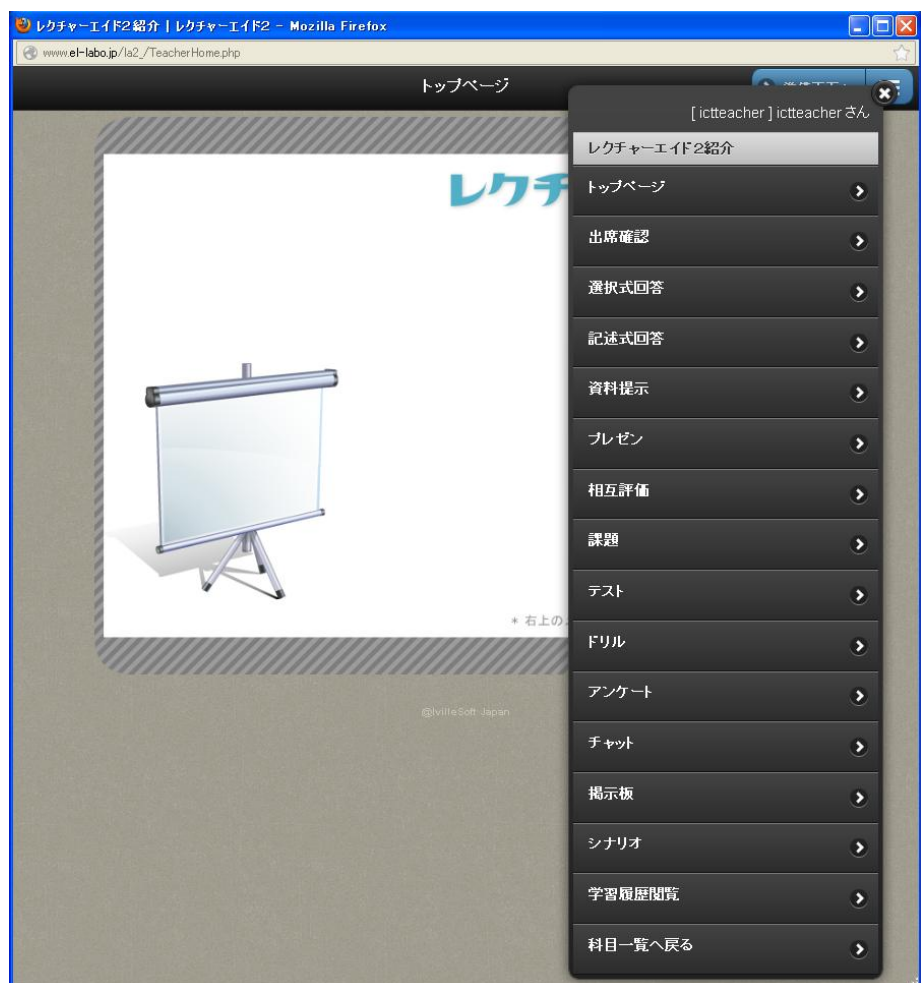 レクチャーエイド2紹介 | レクチャーエイド2 - Mozilla Firefox
www.el-labo.jp/la2_/TeacherHome.php
トップページ
[ ictteacher ] ictteacher さん
レクチャーエイド2紹介
レクチ
トップページ
出席確認
選択式回答
記述式回答
資料提示
プレゼン
相互評価
課題
テスト
* 右上の
ドリル
アンケート
@IvilleSoft Japan
チャット
掲示板
シナリオ
学習履歴閲覧
科目一覧へ戻る